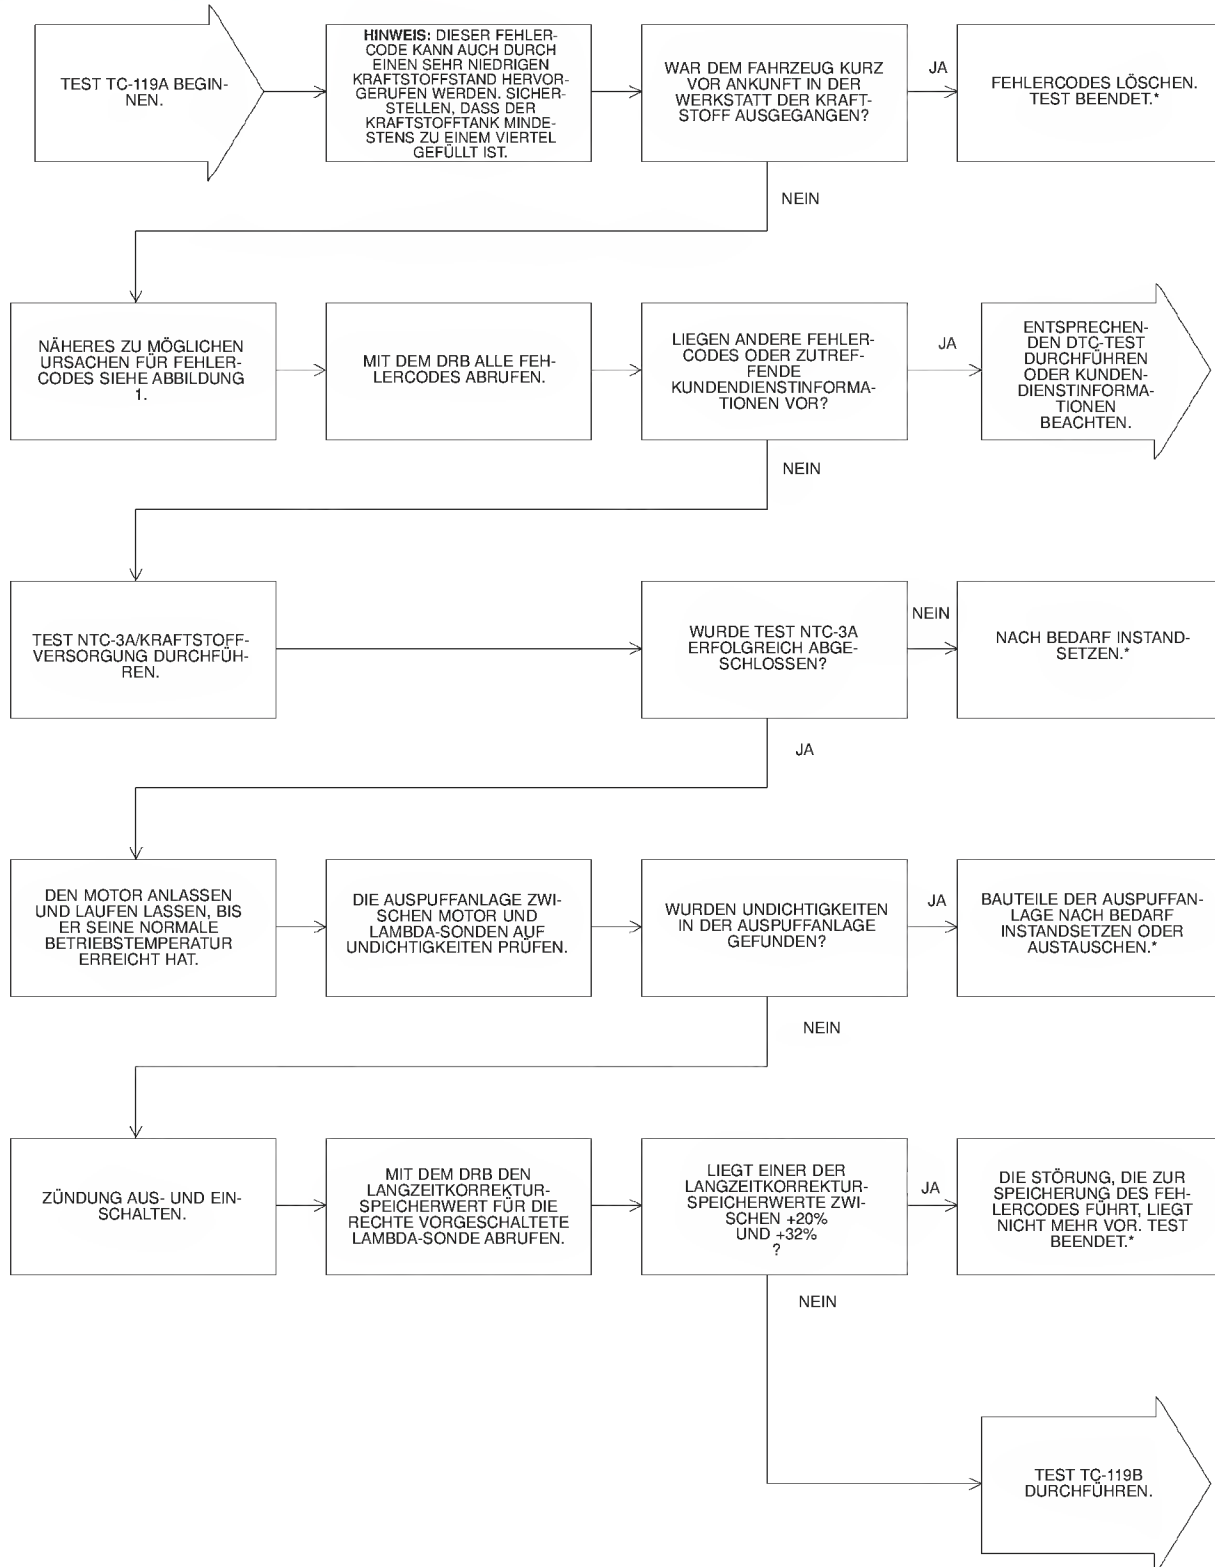 TEST TC-119A BEGIN-
NEN.
HINWEIS: DIESER FEHLER-
CODE KANN AUCH DURCH
EINEN SEHR NIEDRIGEN
KRAFTSTOFFSTAND HERVOR-
GERUFEN WERDEN. SICHER-
STELLEN, DASS DER
KRAFTSTOFFTANK MINDE-
STENS ZU EINEM VIERTEL
GEFÜLLT IST.
WAR DEM FAHRZEUG KURZ
VOR ANKUNFT IN DER
WERKSTATT DER KRAFT-
STOFF AUSGEGANGEN?
JA
FEHLERCODES LÖSCHEN.
TEST BEENDET.*
NEIN
NÄHERES ZU MÖGLICHEN
URSACHEN FÜR FEHLER-
CODES SIEHE ABBILDUNG
1.
MIT DEM DRB ALLE FEH-
LERCODES ABRUFEN.
LIEGEN ANDERE FEHLER-
CODES ODER ZUTREF-
FENDE
KUNDENDIENSTINFORMA-
TIONEN VOR?
JA
ENTSPRECHEN-
DEN DTC-TEST
DURCHFÜHREN
ODER KUNDEN-
DIENSTINFORMA-
TIONEN
BEACHTEN.
NEIN
TEST NTC-3A/KRAFTSTOFF-
VERSORGUNG DURCHFÜH-
REN.
WURDE TEST NTC-3A
ERFOLGREICH ABGE-
SCHLOSSEN?
NEIN
NACH BEDARF INSTAND-
SETZEN.*
JA
DEN MOTOR ANLASSEN
UND LAUFEN LASSEN, BIS
ER SEINE NORMALE
BETRIEBSTEMPERATUR
ERREICHT HAT.
DIE AUSPUFFANLAGE ZWI-
SCHEN MOTOR UND
LAMBDA-SONDEN AUF
UNDICHTIGKEITEN PRÜFEN.
WURDEN UNDICHTIGKEITEN
IN DER AUSPUFFANLAGE
GEFUNDEN?
JA
BAUTEILE DER AUSPUFFAN-
LAGE NACH BEDARF
INSTANDSETZEN ODER
AUSTAUSCHEN.*
NEIN
ZÜNDUNG AUS- UND EIN-
SCHALTEN.
MIT DEM DRB DEN
LANGZEITKORREKTUR-
SPEICHERWERT FÜR DIE
RECHTE VORGESCHALTETE
LAMBDA-SONDE ABRUFEN.
LIEGT EINER DER
LANGZEITKORREKTUR-
SPEICHERWERTE ZWI-
SCHEN +20%
UND +32%
?
JA
DIE STÖRUNG, DIE ZUR
SPEICHERUNG DES FEH-
LERCODES FÜHRT, LIEGT
NICHT MEHR VOR. TEST
BEENDET.*
NEIN
TEST TC-119B
DURCHFÜHREN.